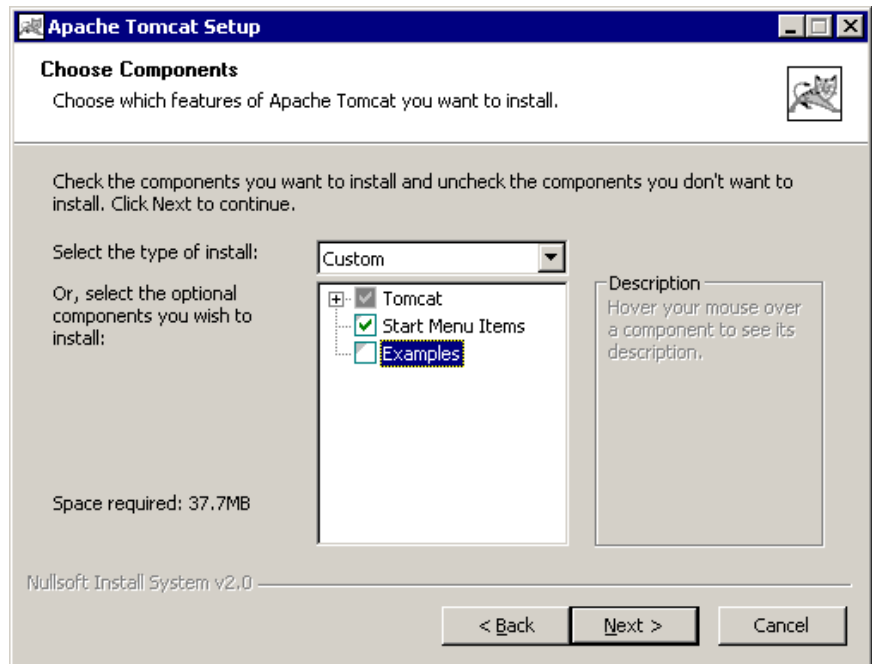 Apache Tomcat Setup
Choose Components
Choose which features of Apache Tomcat you want to install.
Check the components you want to install and uncheck the components you don't want to
install. Click Next to continue.
Select the type of install:
Custom
Or, select the optional
components you wish to
install:
Tomcat
Start Menu Items
Examples
Description
Hover your mouse over
a component to see its
description.
Space required: 37.7MB
Nullsoft Install System v2.0
< Back
Next >
Cancel